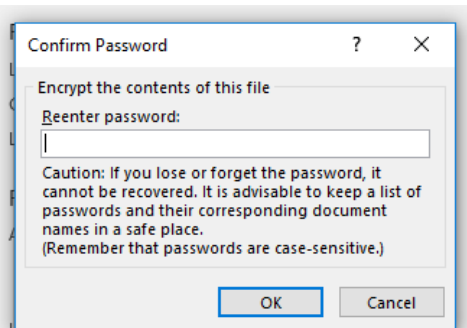 Confirm Password ? ×
Encrypt the contents of this file
Reenter password:
Caution: If you lose or forget the password, it
cannot be recovered. It is advisable to keep a list of
passwords and their corresponding document
names in a safe place.
(Remember that passwords are case-sensitive.)
OK Cancel